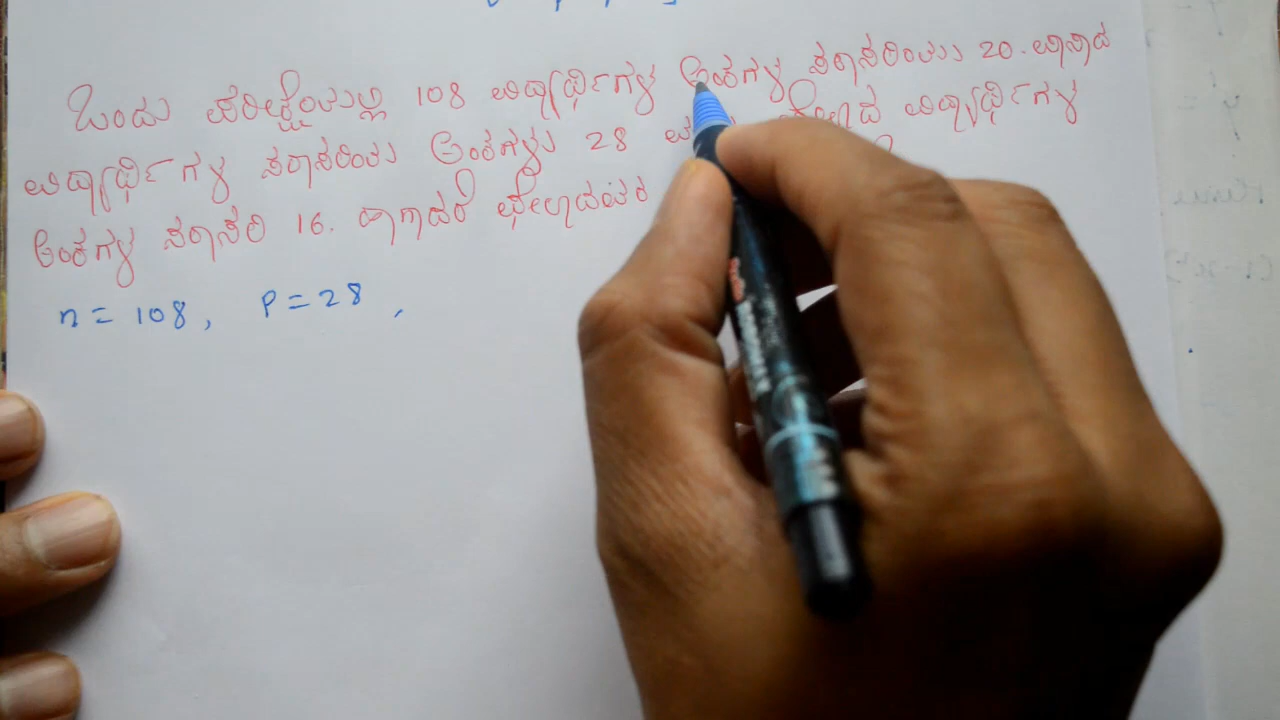 ಒಂದು ಪರೀಕ್ಷೆಯಲ್ಲಿ 108 ವಿದ್ಯಾರ್ಥಿಗಳ ಅಂಕಗಳ ಸರಾಸರಿಯು 20. ಪಾಸಾದ
ವಿದ್ಯಾರ್ಥಿಗಳ ಸರಾಸರಿಯು ಅಂಕಗಳು 28 ಫೇಲಾದ ವಿದ್ಯಾರ್ಥಿಗಳ
ಅಂಕಗಳ ಸರಾಸರಿ 16. ಹಾಗಾದರೆ ಫೇಲಾದವರ
n = 108, P = 28 ,